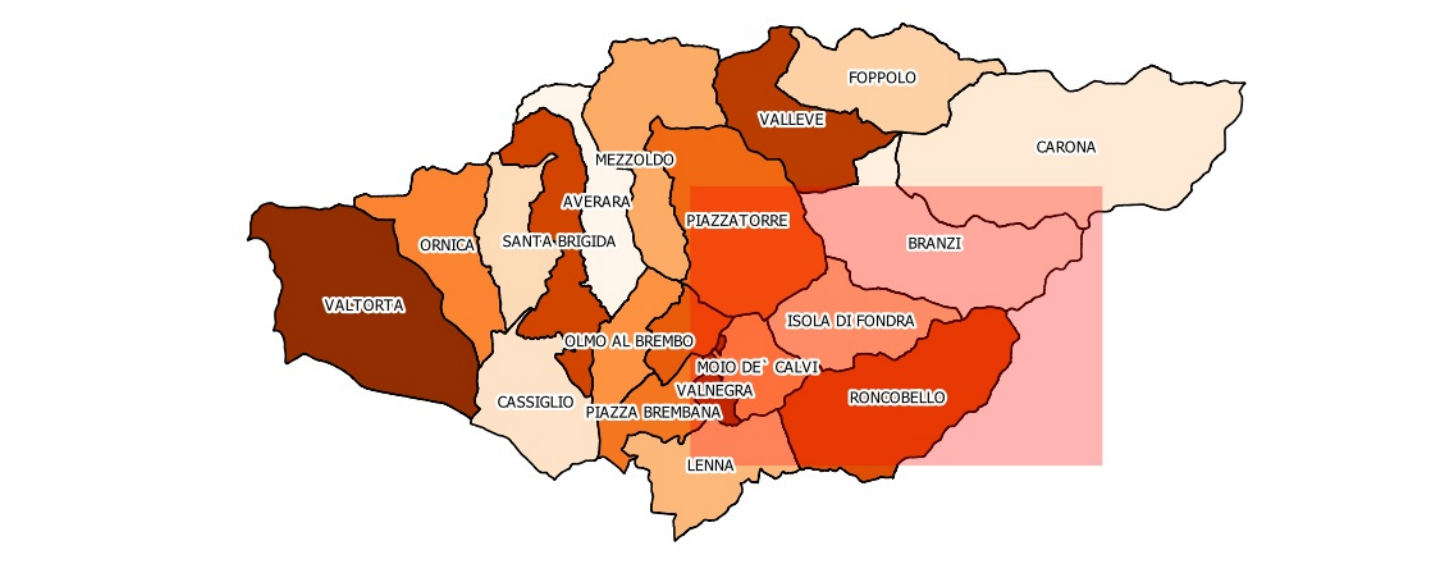 FOPPOLO
VALLEVE
CARONA
MEZZOLDO
AVERARA
PIAZZATORRE
ORNICA
SANTA BRIGIDA
BRANZI
VALTORTA
ISOLA DI FONDRA
OLMO AL BREMBO
MOIO DE` CALVI
VALNEGRA
CASSIGLIO
RONCOBELLO
PIAZZA BREMBANA
LENNA